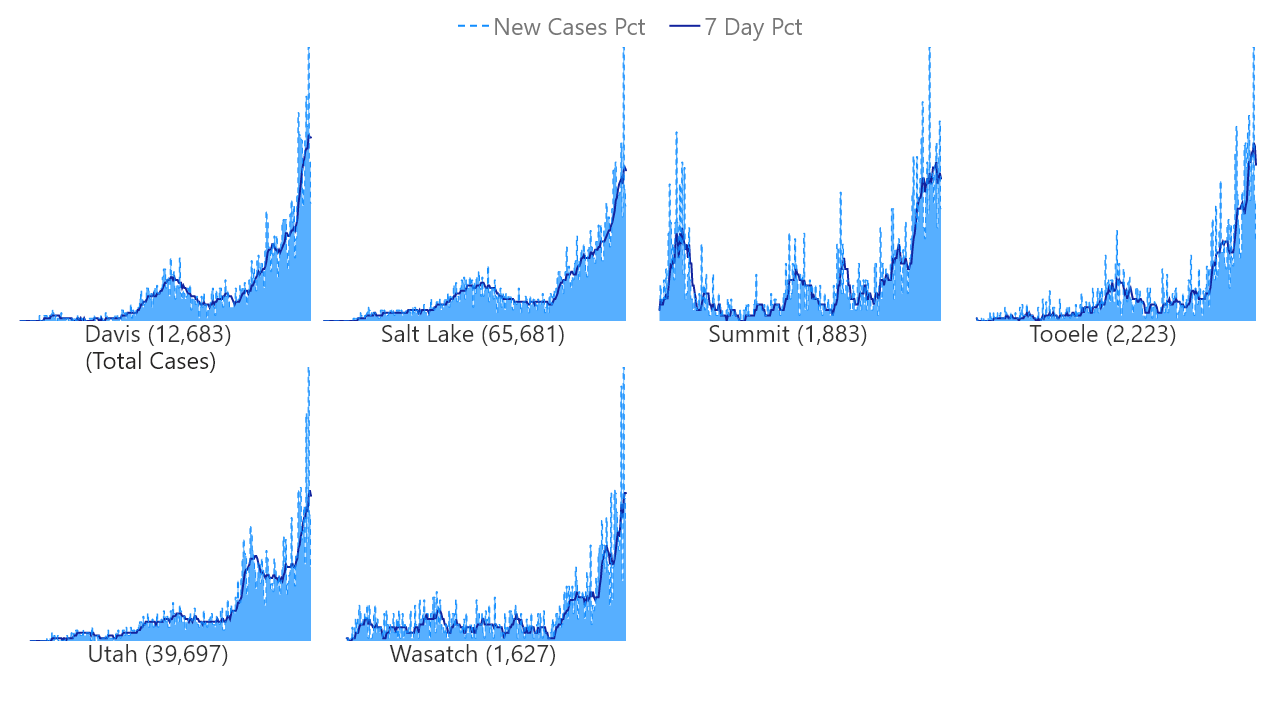 New Cases Pct 7 Day Pct
Davis (12,683)
(Total Cases)
Salt Lake (65,681)
Summit (1,883)
Tooele (2,223)
Utah (39,697)
Wasatch (1,627)